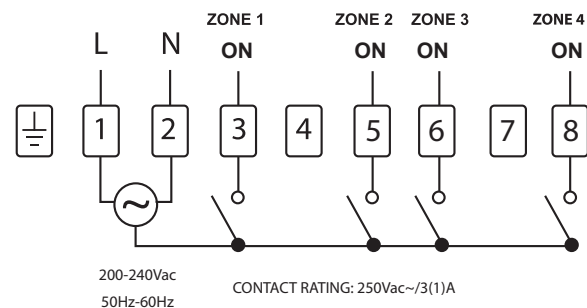 ZONE 1 ZONE 2 ZONE 3 ZONE 4
L N ON ON ON ON
1 2 3 4 5 6 7 8
~
200-240Vac
50Hz-60Hz
CONTACT RATING: 250Vac~/3(1)A